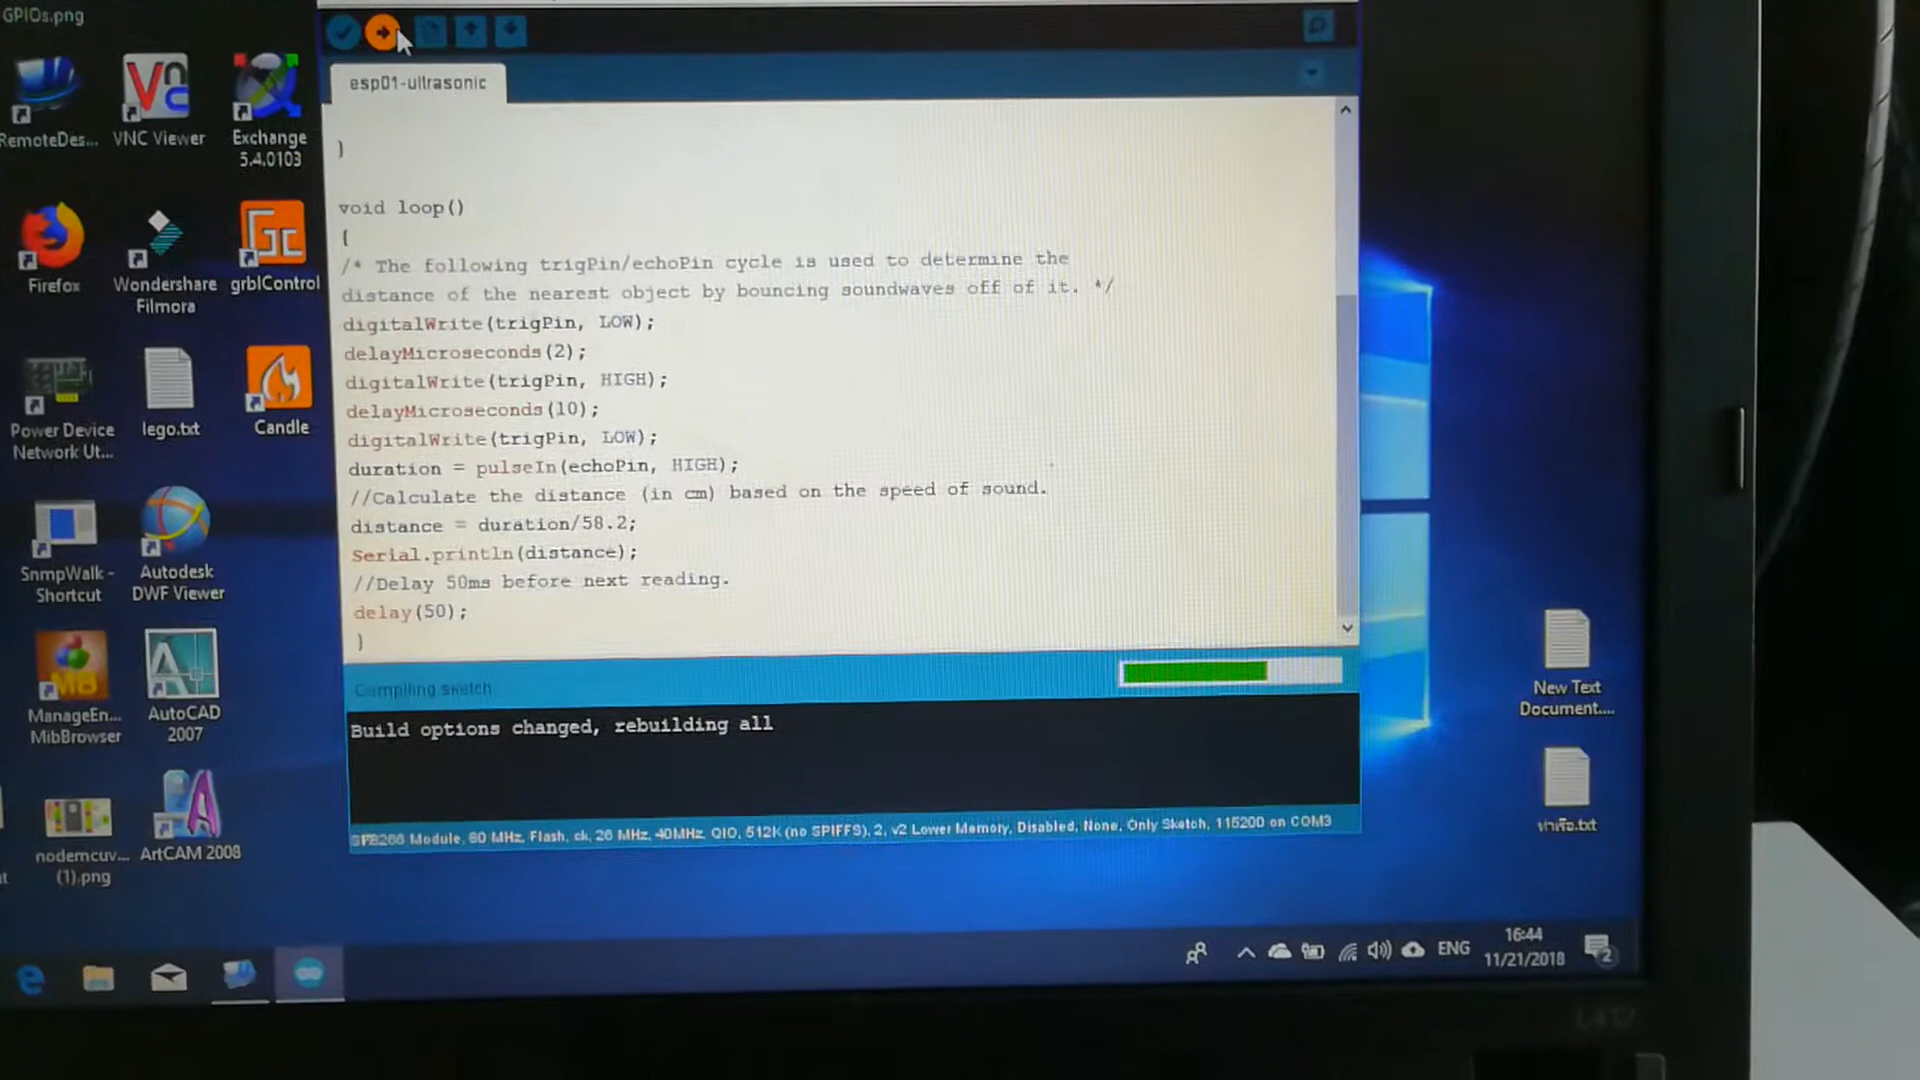 GPIOs.png
RemoteDes...
VNC Viewer
Exchange
5.4.0103
Firefox
Wondershare
Filmora
grblControl
Power Device
Network Ut...
lego.txt
Candle
SnmpWalk -
Shortcut
Autodesk
DWF Viewer
ManageEn...
MibBrowser
AutoCAD
2007
nodemcuv...
(1).png
ArtCAM 2008
esp01-ultrasonic
}
void loop()
{
/* The following trigPin/echoPin cycle is used to determine the
distance of the nearest object by bouncing soundwaves off of it. */
digitalWrite(trigPin, LOW);
delayMicroseconds(2);
digitalWrite(trigPin, HIGH);
delayMicroseconds(10);
digitalWrite(trigPin, LOW);
duration = pulseIn(echoPin, HIGH);
//Calculate the distance (in cm) based on the speed of sound.
distance = duration/58.2;
Serial.println(distance);
//Delay 50ms before next reading.
delay(50);
}
Compiling sketch
Build options changed, rebuilding all
Module, 80 MHz, Flash, ck, 26 MHz, 40MHz, QIO, 512K (no SPIFFS), 2, v2 Lower Memory, Disabled, None, Only Sketch, 115200 on COM3
New Text
Document....
ท่าเรือ.txt
ENG
16:44
11/21/2018
2